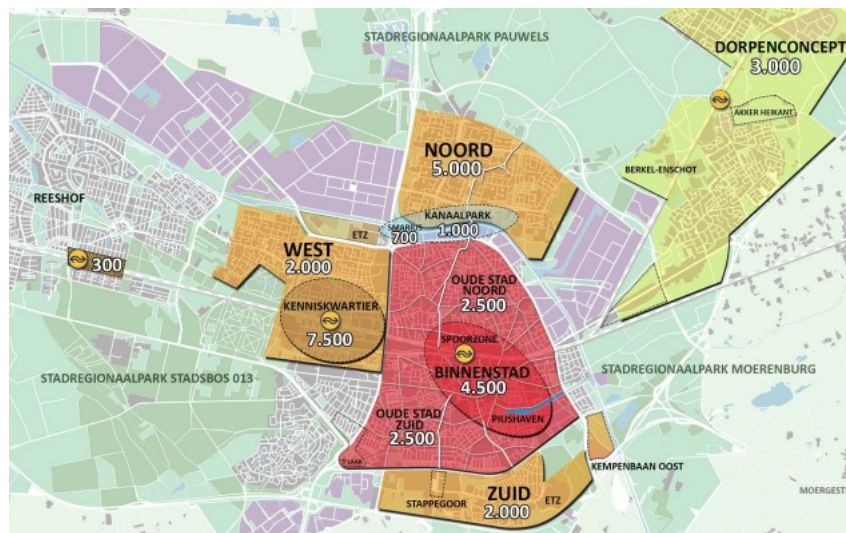 STADREGIONAALPARK PAUWELS
DORPENCONCEPT
3.000
AKKER HEIKANT
NOORD
5.000
BERKEL-ENSCHOT
REESHOF
KANAALPARK
1.000
SMARIUS
700
ETZ
WEST
2.000
300
OUDE STAD
NOORD
2.500
KENNISKWARTIER
7.500
SPOORZONE
BINNENSTAD
4.500
STADREGIONAALPARK MOERENBURG
STADREGIONAALPARK STADSBOS 013
OUDE STAD
ZUID
2.500
PIUSHAVEN
'T LAAR
KEMPENBAAN OOST
ZUID
2.000
STAPPEGOOR
ETZ
MOERGEST